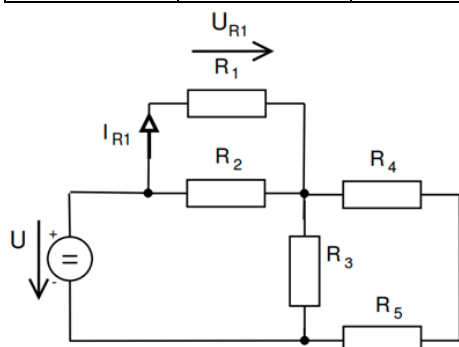 U_R1
R_1
I_R1
R_2
R_4
U
+
=
-
R_3
R_5